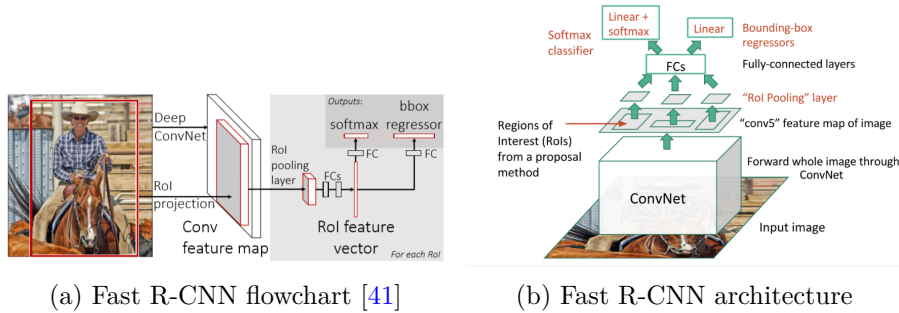 Deep
ConvNet
RoI
projection
Conv
feature map
RoI
pooling
layer
FCs
RoI feature
vector
Outputs:
softmax
bbox
regressor
FC
FC
For each RoI
(a) Fast R-CNN flowchart [41]
Softmax
classifier
Linear +
softmax
Linear
Bounding-box
regressors
FCs
Fully-connected layers
"RoI Pooling" layer
"conv5" feature map of image
Regions of
Interest (RoIs)
from a proposal
method
Forward whole image through
ConvNet
ConvNet
Input image
(b) Fast R-CNN architecture